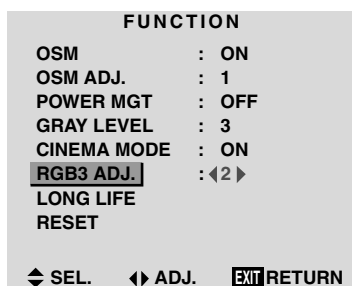 FUNCTION
OSM : ON
OSM ADJ. : 1
POWER MGT : OFF
GRAY LEVEL : 3
CINEMA MODE : ON
RGB3 ADJ. : 2
LONG LIFE
RESET
SEL. ADJ. EXIT RETURN